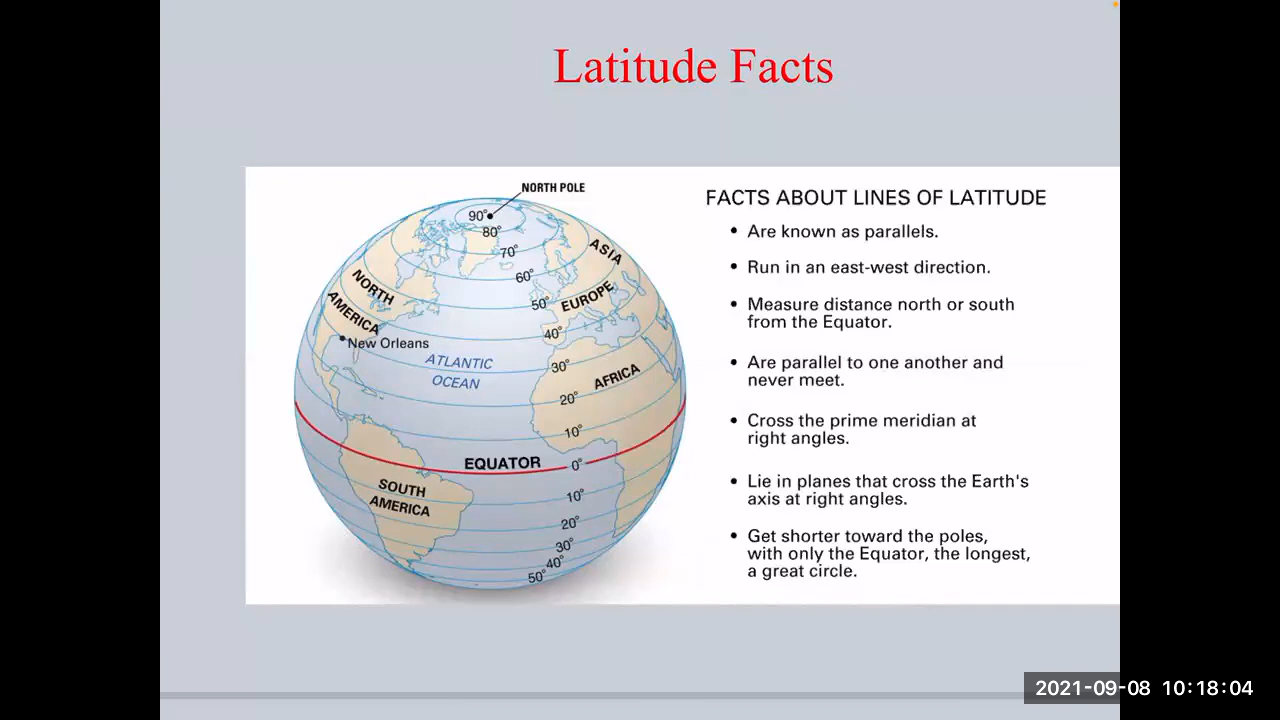 Latitude Facts
NORTH POLE
90°
80°
70°
60°
50°
40°
30°
20°
10°
0°
10°
20°
30°
40°
50°
ASIA
EUROPE
NORTH
AMERICA
New Orleans
ATLANTIC
OCEAN
AFRICA
EQUATOR
SOUTH
AMERICA
FACTS ABOUT LINES OF LATITUDE
• Are known as parallels.
• Run in an east-west direction.
• Measure distance north or south
from the Equator.
• Are parallel to one another and
never meet.
• Cross the prime meridian at
right angles.
• Lie in planes that cross the Earth's
axis at right angles.
• Get shorter toward the poles,
with only the Equator, the longest,
a great circle.
2021-09-08 10:18:04